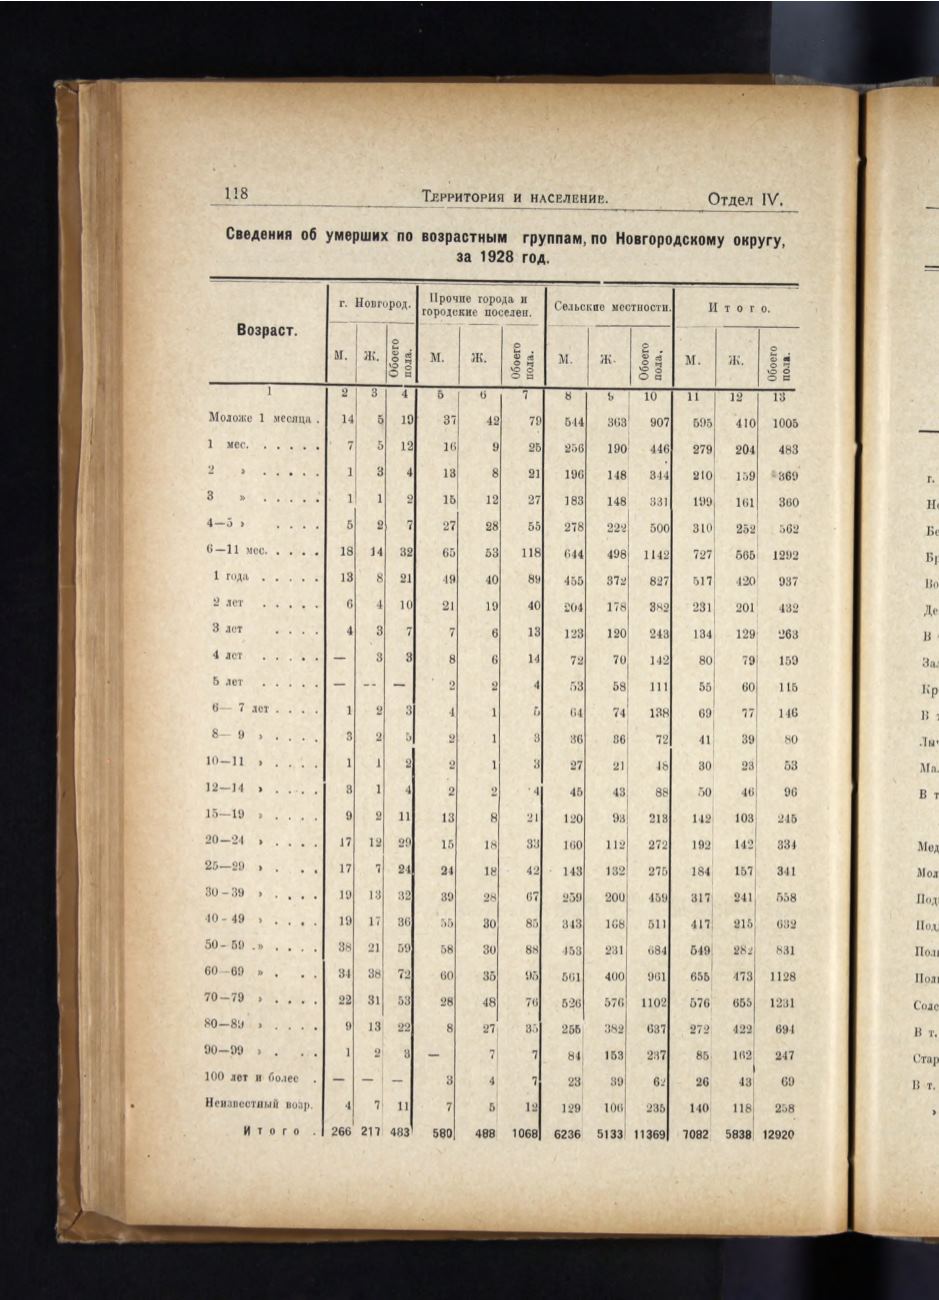 118 Территория и население. Отдел IV.
Сведения об умерших по возрастным группам, по Новгородскому округу,
за 1928 год.
Возраст. г. Новгород. Прочие города и городские поселен. Сельские местности. Итого.
М. Ж. Обоего пола. М. Ж. Обоего пола. М. Ж. Обоего пола. М. Ж. Обоего пола.
1 2 3 4 5 6 7 8 9 10 11 12 13
Моложе 1 месяца . 14 5 19 37 42 79 544 363 907 595 410 1005
1 мес. . . . . . 7 5 12 16 9 25 256 190 446 279 204 483
2 » . . . . . 1 3 4 13 8 21 196 148 344 210 159 369
3 » . . . . . 1 1 2 15 12 27 183 148 331 199 161 360
4—5 » . . . . 5 2 7 27 28 55 278 222 500 310 252 562
6—11 мес. . . . . 18 14 32 65 53 118 644 498 1142 727 565 1292
1 года . . . . . 13 8 21 49 40 89 455 372 827 517 420 937
2 лет . . . . . 6 4 10 21 19 40 204 178 382 231 201 432
3 лет . . . . 4 3 7 7 6 13 123 120 243 134 129 263
4 лет . . . . . — 3 3 8 6 14 72 70 142 80 79 159
5 лет . . . . . — — — 2 2 4 53 58 111 55 60 115
6— 7 лет . . . . 1 2 3 4 1 5 64 74 138 69 77 146
8— 9 » . . . . 3 2 5 2 1 3 36 36 72 41 39 80
10—11 » . . . . 1 1 2 2 1 3 27 21 48 30 23 53
12—14 » . . . . 3 1 4 2 2 4 45 43 88 50 46 96
15—19 » . . . . 9 2 11 13 8 21 120 93 213 142 103 245
20—24 » . . . . 17 12 29 15 18 33 160 112 272 192 142 334
25—29 » . . . 17 7 24 24 18 42 143 132 275 184 157 341
30-39 » . . . . 19 13 32 39 28 67 259 200 459 317 241 558
40-49 » . . . . 19 17 36 55 30 85 343 168 511 417 215 632
50-59 » . . . . 38 21 59 58 30 88 453 231 684 549 282 831
60—69 » . . . 34 38 72 60 35 95 561 400 961 655 473 1128
70—79 » . . . . 22 31 53 28 48 76 526 576 1102 576 655 1231
80—89 » . . . . 9 13 22 8 27 35 255 382 637 272 422 694
90—99 » . . . 1 2 3 — 7 7 84 153 237 85 162 247
100 лет и более . — — — 3 4 7 23 39 62 26 43 69
Неизвестный возр. 4 7 11 7 5 12 129 106 235 140 118 258
Итого . 266 217 483 580 488 1068 6236 5133 11369 7082 5838 12920